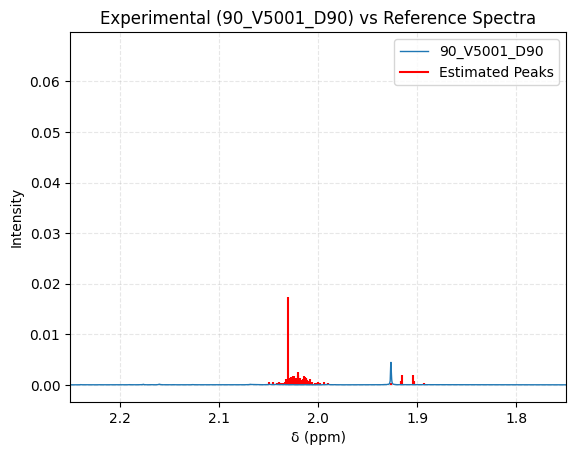 Experimental (90_V5001_D90) vs Reference Spectra
90_V5001_D90
Estimated Peaks
Intensity
0.06
0.05
0.04
0.03
0.02
0.01
0.00
2.2 2.1 2.0 1.9 1.8
δ (ppm)